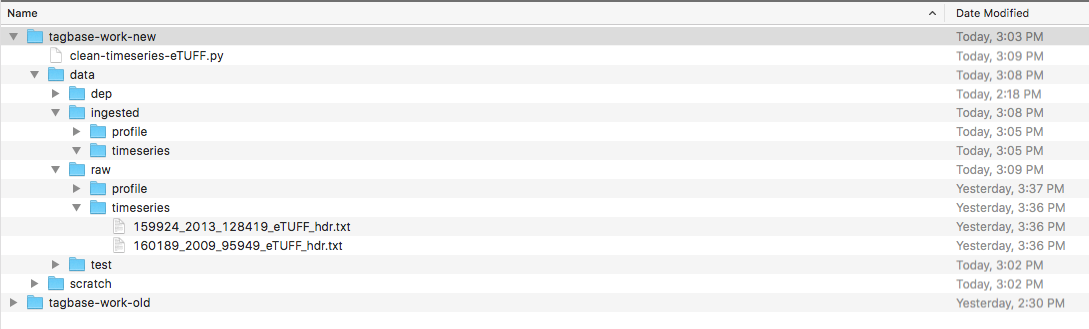 Name Date Modified
tagbase-work-new Today, 3:03 PM
clean-timeseries-eTUFF.py Today, 3:09 PM
data Today, 3:08 PM
dep Today, 2:18 PM
ingested Today, 3:08 PM
profile Today, 3:05 PM
timeseries Today, 3:05 PM
raw Today, 3:09 PM
profile Yesterday, 3:37 PM
timeseries Yesterday, 3:36 PM
159924_2013_128419_eTUFF_hdr.txt Yesterday, 3:36 PM
160189_2009_95949_eTUFF_hdr.txt Yesterday, 3:36 PM
test Today, 3:02 PM
scratch Today, 3:02 PM
tagbase-work-old Yesterday, 2:30 PM